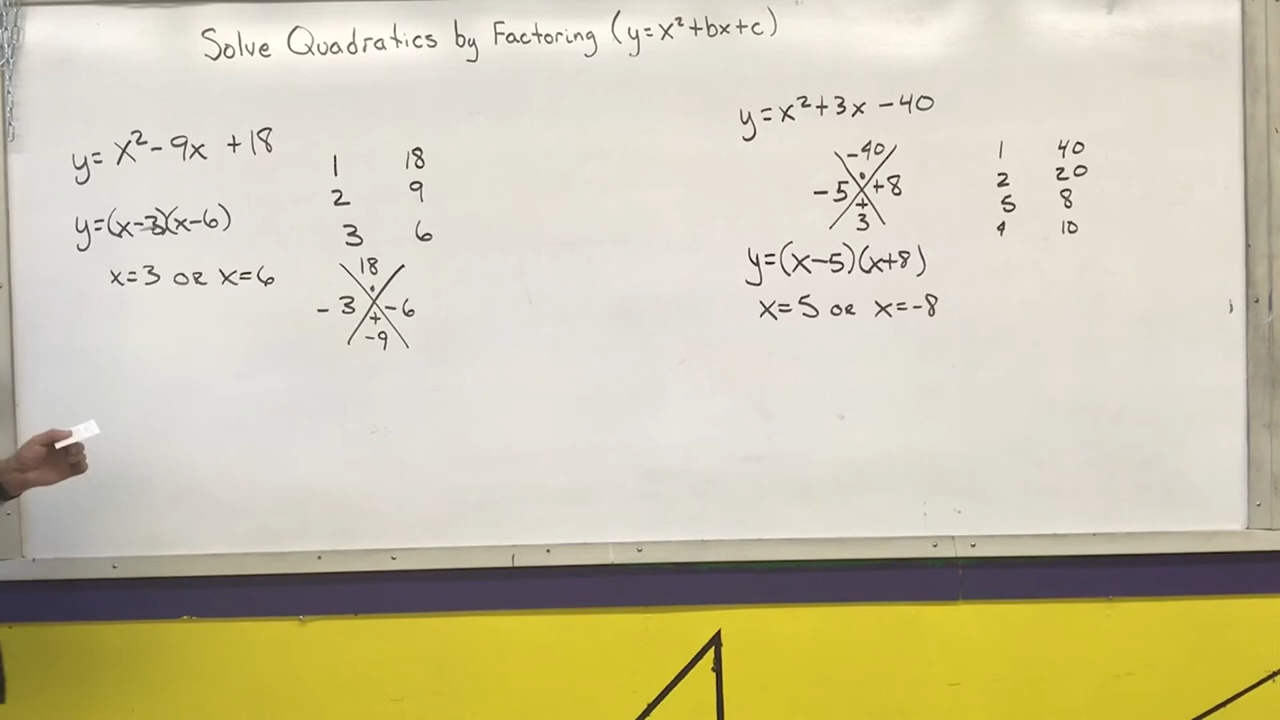 Solve Quadratics by Factoring (y=x²+bx+c)
y=x²-9x+18
1 18
2 9
y=(x-3)(x-6)
3 6
x=3 OR x=6
18
·
-3 -6
+
-9
y=x²+3x-40
-40
·
-5 +8
+
3
1 40
2 20
5 8
4 10
y=(x-5)(x+8)
x=5 OR x=-8